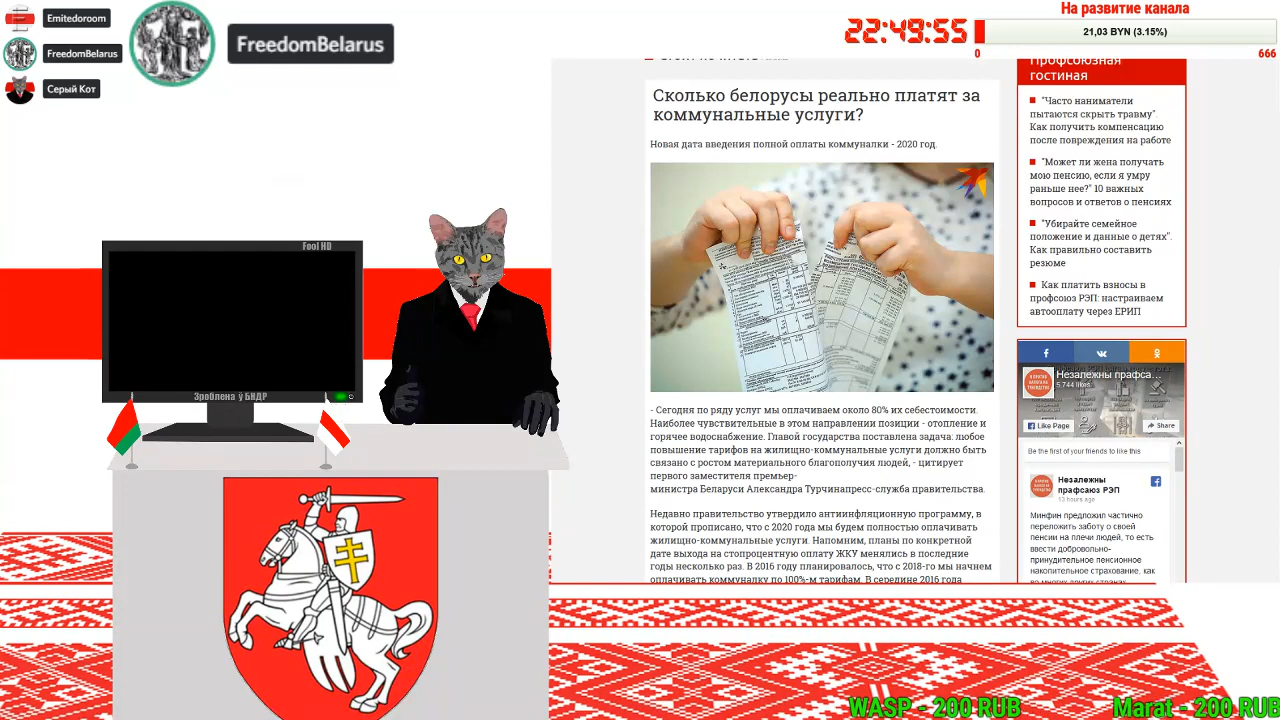 Emitedoroom
FreedomBelarus
Серый Кот
FreedomBelarus
22:49:55
На развитие канала
21,03 BYN (3.15%)
0
666
Сколько белорусы реально платят за
коммунальные услуги?
Новая дата введения полной оплаты коммуналки - 2020 год.
- Сегодня по ряду услуг мы оплачиваем около 80% их себестоимости.
Наиболее чувствительные в этом направлении позиции - отопление и
горячее водоснабжение. Главой государства поставлена задача: любое
повышение тарифов на жилищно-коммунальные услуги должно быть
связано с ростом материального благополучия людей, - цитирует
первого заместителя премьер-
министра Беларуси Александра Турчинапресс-служба правительства.
Недавно правительство утвердило антиинфляционную программу, в
которой прописано, что с 2020 года мы будем полностью оплачивать
жилищно-коммунальные услуги. Напомним, планы по конкретной
дате выхода на стопроцентную оплату ЖКУ менялись в последние
годы несколько раз. В 2016 году планировалось, что с 2018-го мы начнем
оплачивать коммуналку по 100%-м тарифам. В середине 2016 года
Профсоюзная
гостиная
"Часто наниматели
пытаются скрыть травму".
Как получить компенсацию
после повреждения на работе
"Может ли жена получать
мою пенсию, если я умру
раньше нее?" 10 важных
вопросов и ответов о пенсиях
"Убирайте семейное
положение и данные о детях".
Как правильно составить
резюме
Как платить взносы в
профсоюз РЭП: настраиваем
автооплату через ЕРИП
Незалежны прафса...
5.744 likes
Like Page
Share
Be the first of your friends to like this
Незалежны
прафсаюз РЭП
13 hours ago
Минфин предложил частично
переложить заботу о своей
пенсии на плечи людей, то есть
ввести добровольно-
принудительное пенсионное
накопительное страхование, как
во многих других странах
Fool HD
Зроблена ў БНДР
WASP - 200 RUB
Marat - 200 RUB